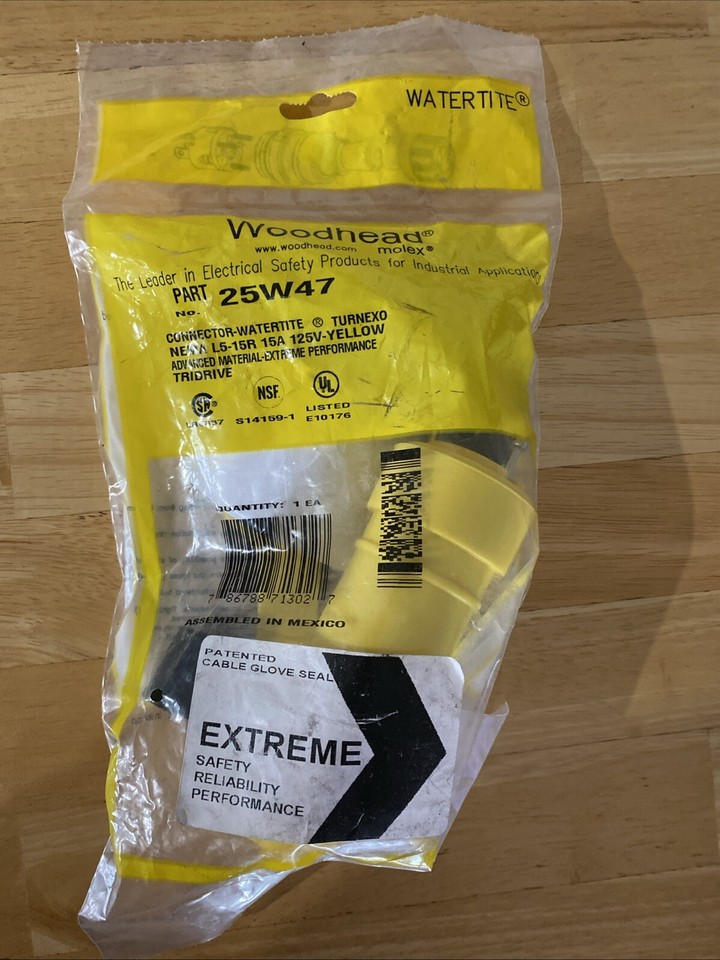 WATERTITE®
Woodhead®
www.woodhead.com molex®
The Leader in Electrical Safety Products for Industrial Application
PART No. 25W47
CONNECTOR-WATERTITE ® TURNEXO
NEMA L5-15R 15A 125V-YELLOW
ADVANCED MATERIAL-EXTREME PERFORMANCE
TRIDRIVE
NSF UL
LISTED
S14159-1 E10176
QUANTITY: 1 EA
7 86788 71302 7
ASSEMBLED IN MEXICO
PATENTED
CABLE GLOVE SEAL
EXTREME
SAFETY
RELIABILITY
PERFORMANCE